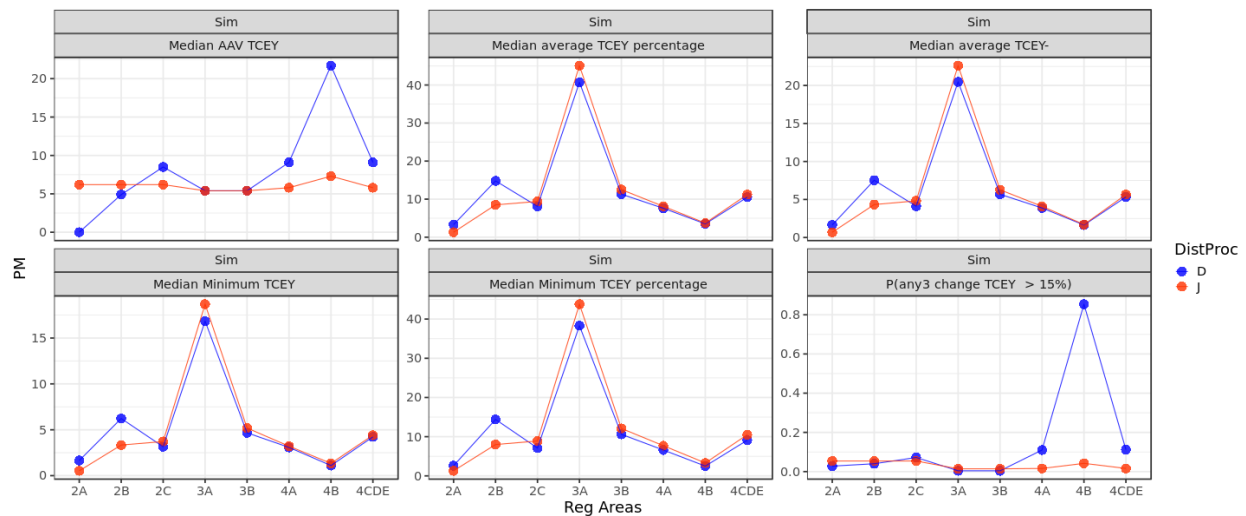 Sim
Sim
Sim
Median AAV TCEY
Median average TCEY percentage
Median average TCEY-
20
15
10
5
0
40
30
20
10
0
20
15
10
5
0
Sim
Sim
Sim
Median Minimum TCEY
Median Minimum TCEY percentage
P(any3 change TCEY > 15%)
15
10
5
0
40
30
20
10
0
0.8
0.6
0.4
0.2
0.0
2A 2B 2C 3A 3B 4A 4B 4CDE
2A 2B 2C 3A 3B 4A 4B 4CDE
2A 2B 2C 3A 3B 4A 4B 4CDE
Reg Areas
PM
DistProc
D
J